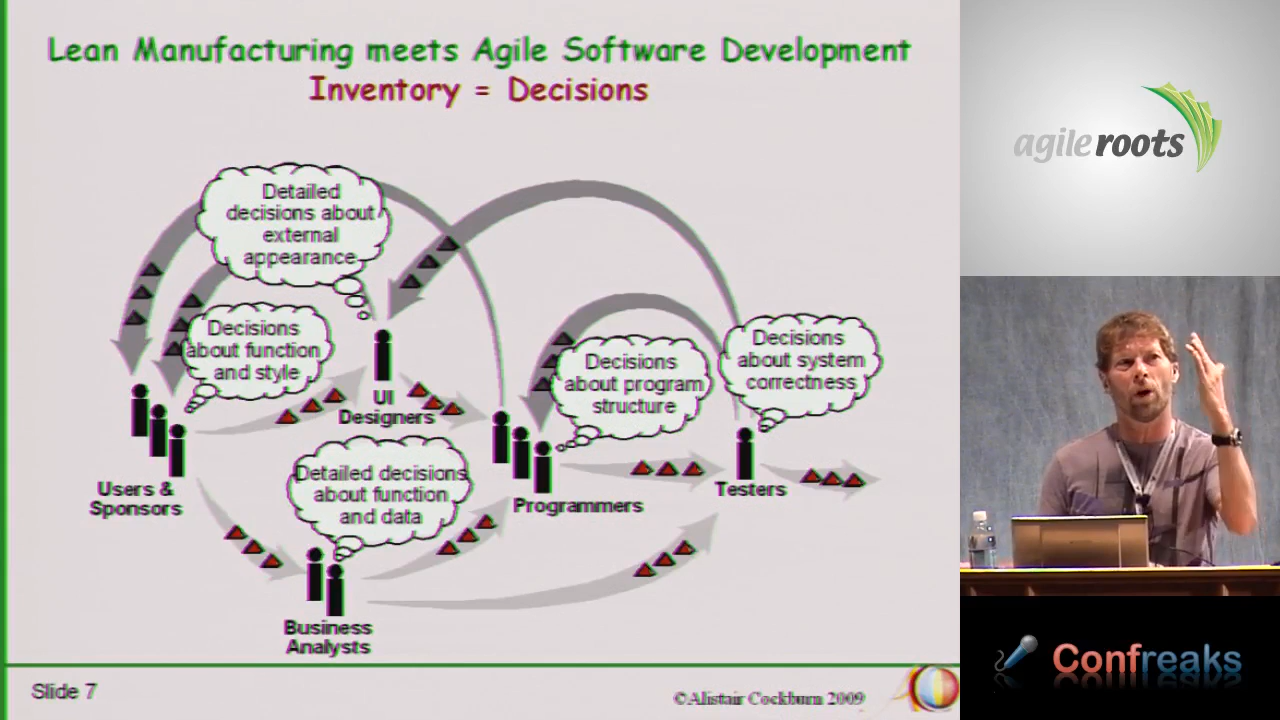 Lean Manufacturing meets Agile Software Development
Inventory = Decisions
Detailed
decisions about
external
appearance
Decisions
about function
and style
UI
Designers
Decisions
about program
structure
Decisions
about system
correctness
Users &
Sponsors
Detailed decisions
about function
and data
Programmers
Testers
Business
Analysts
Slide 7
©Alistair Cockburn 2009
agile roots
Confreaks